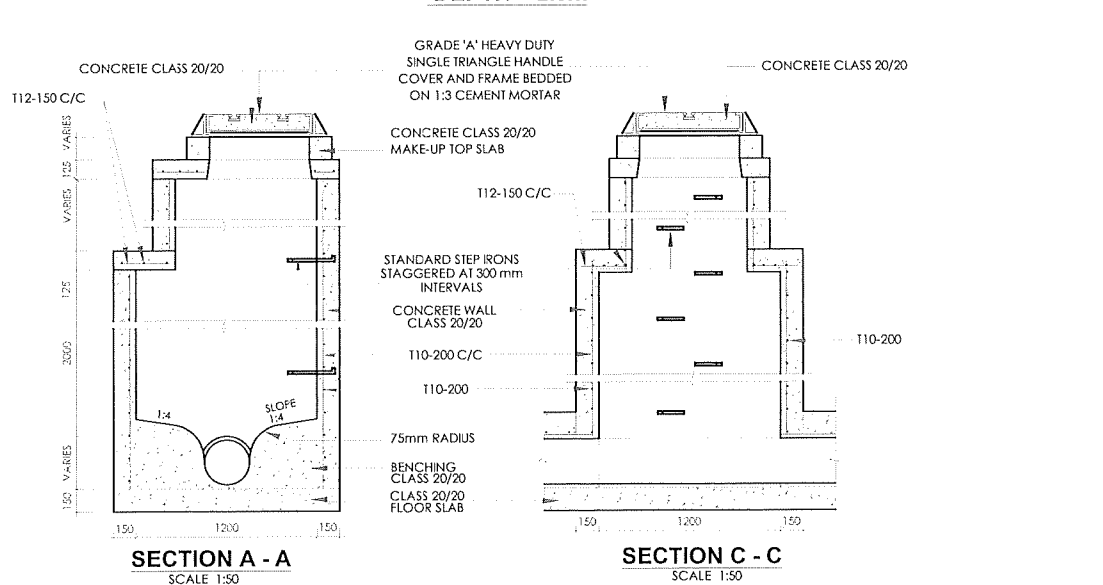 CONCRETE CLASS 20/20
GRADE 'A' HEAVY DUTY
SINGLE TRIANGLE HANDLE
COVER AND FRAME BEDDED
ON 1:3 CEMENT MORTAR
CONCRETE CLASS 20/20
T12-150 C/C
CONCRETE CLASS 20/20
MAKE-UP TOP SLAB
T12-150 C/C
STANDARD STEP IRONS
STAGGERED AT 300 mm
INTERVALS
CONCRETE WALL
CLASS 20/20
T10-200 C/C
T10-200
T10-200
75mm RADIUS
BENCHING
CLASS 20/20
CLASS 20/20
FLOOR SLAB
VARIES
125
VARIES
125
2000
VARIES
150
1:4
SLOPE
1:4
150
1200
150
150
1200
150
SECTION A - A
SCALE 1:50
SECTION C - C
SCALE 1:50